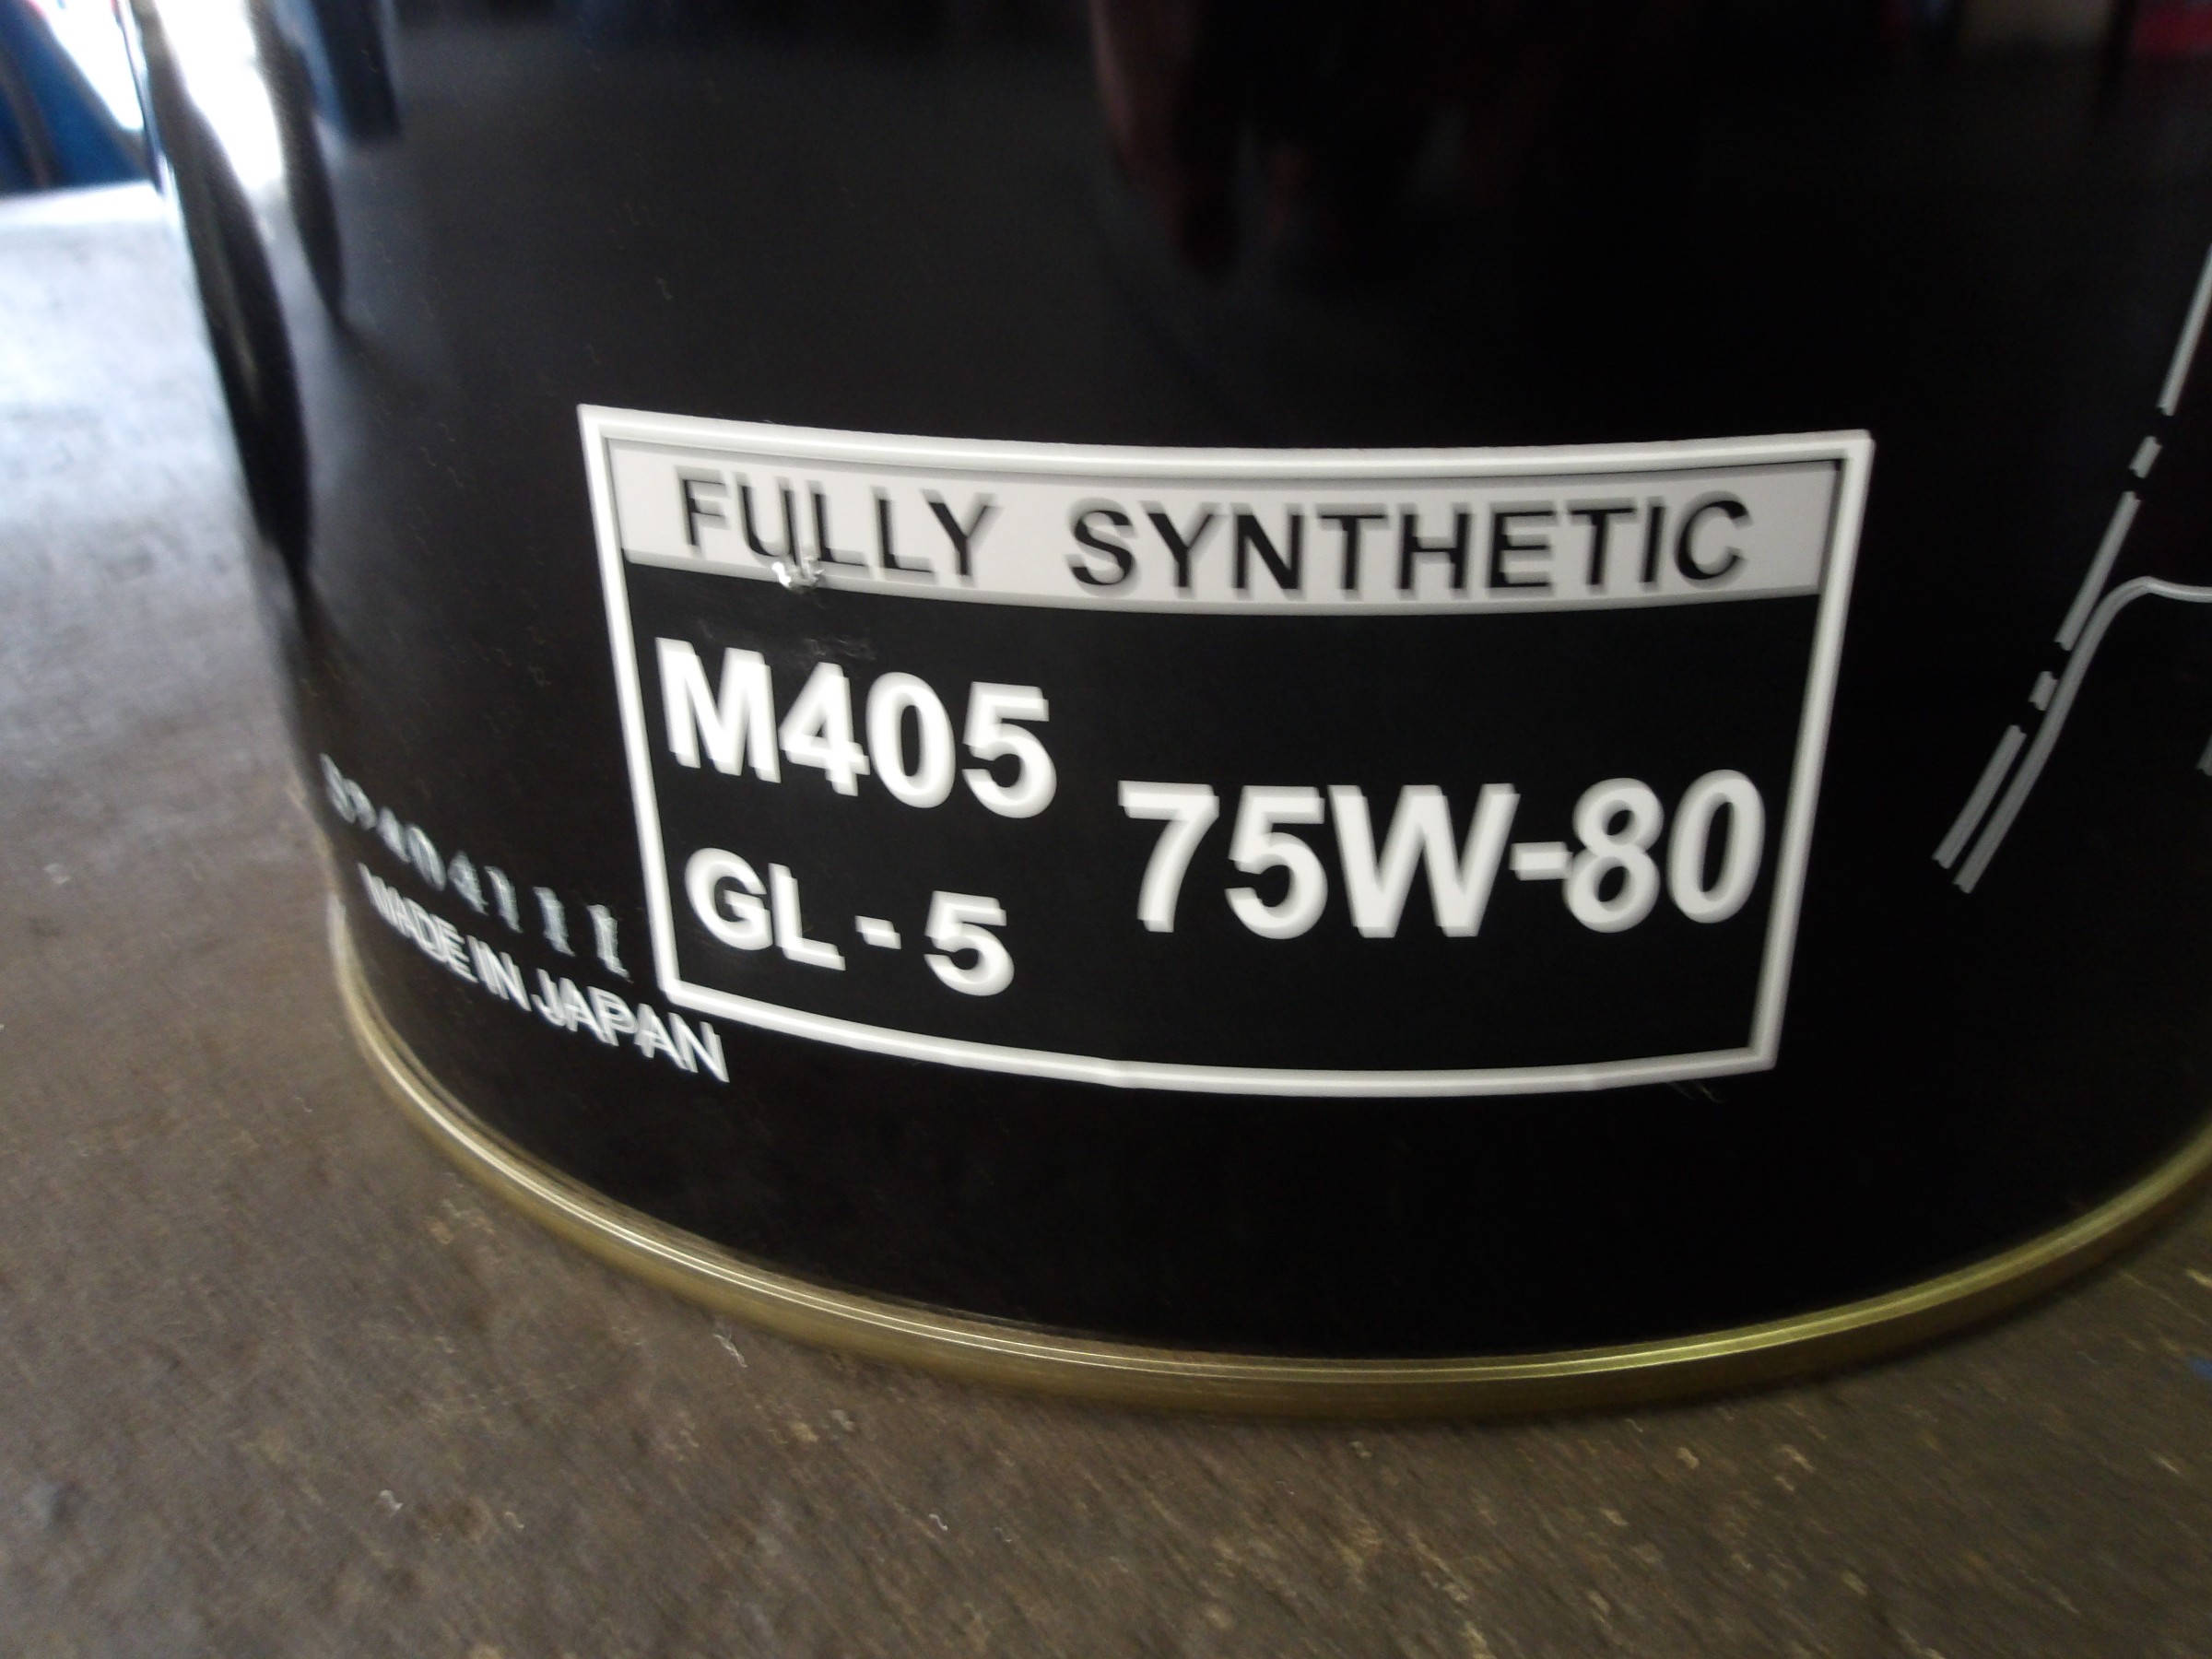 FULLY SYNTHETIC
M405
75W-80
GL-5
MADE IN JAPAN